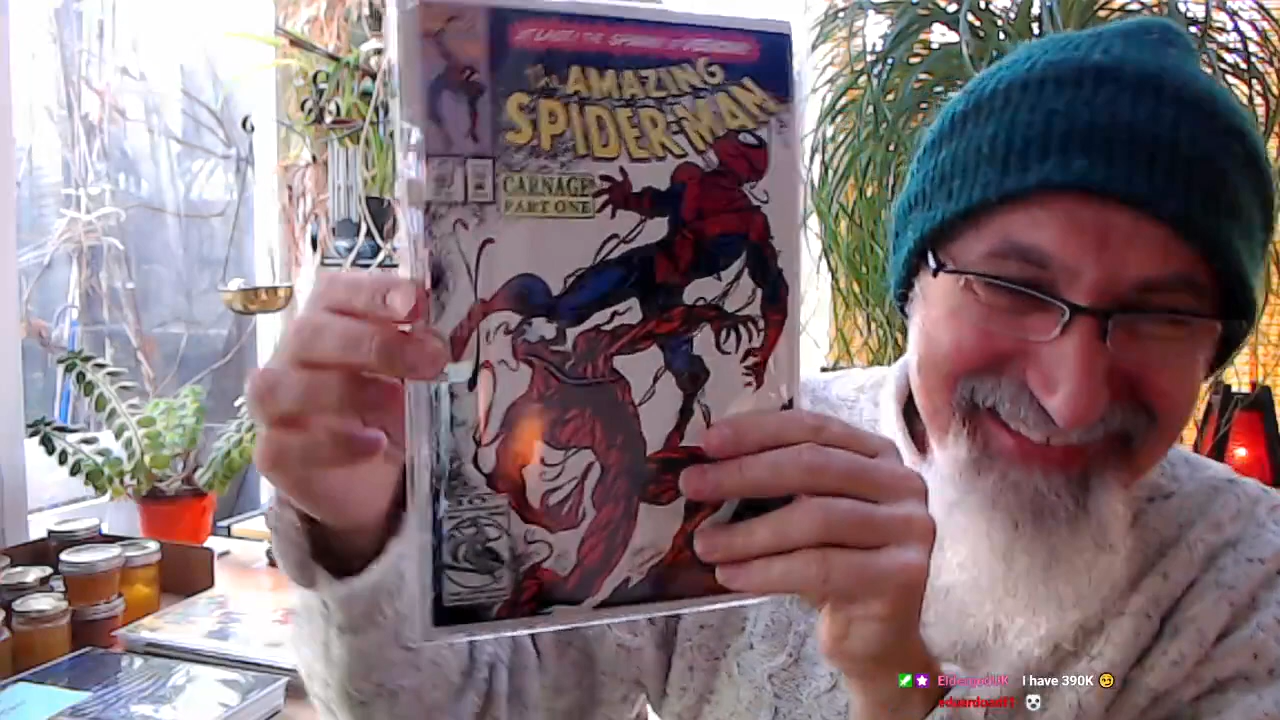 AT LAST! THE SPAWN OF VENOM!
The AMAZING
SPIDER-MAN
CARNAGE
PART ONE
I have 390K